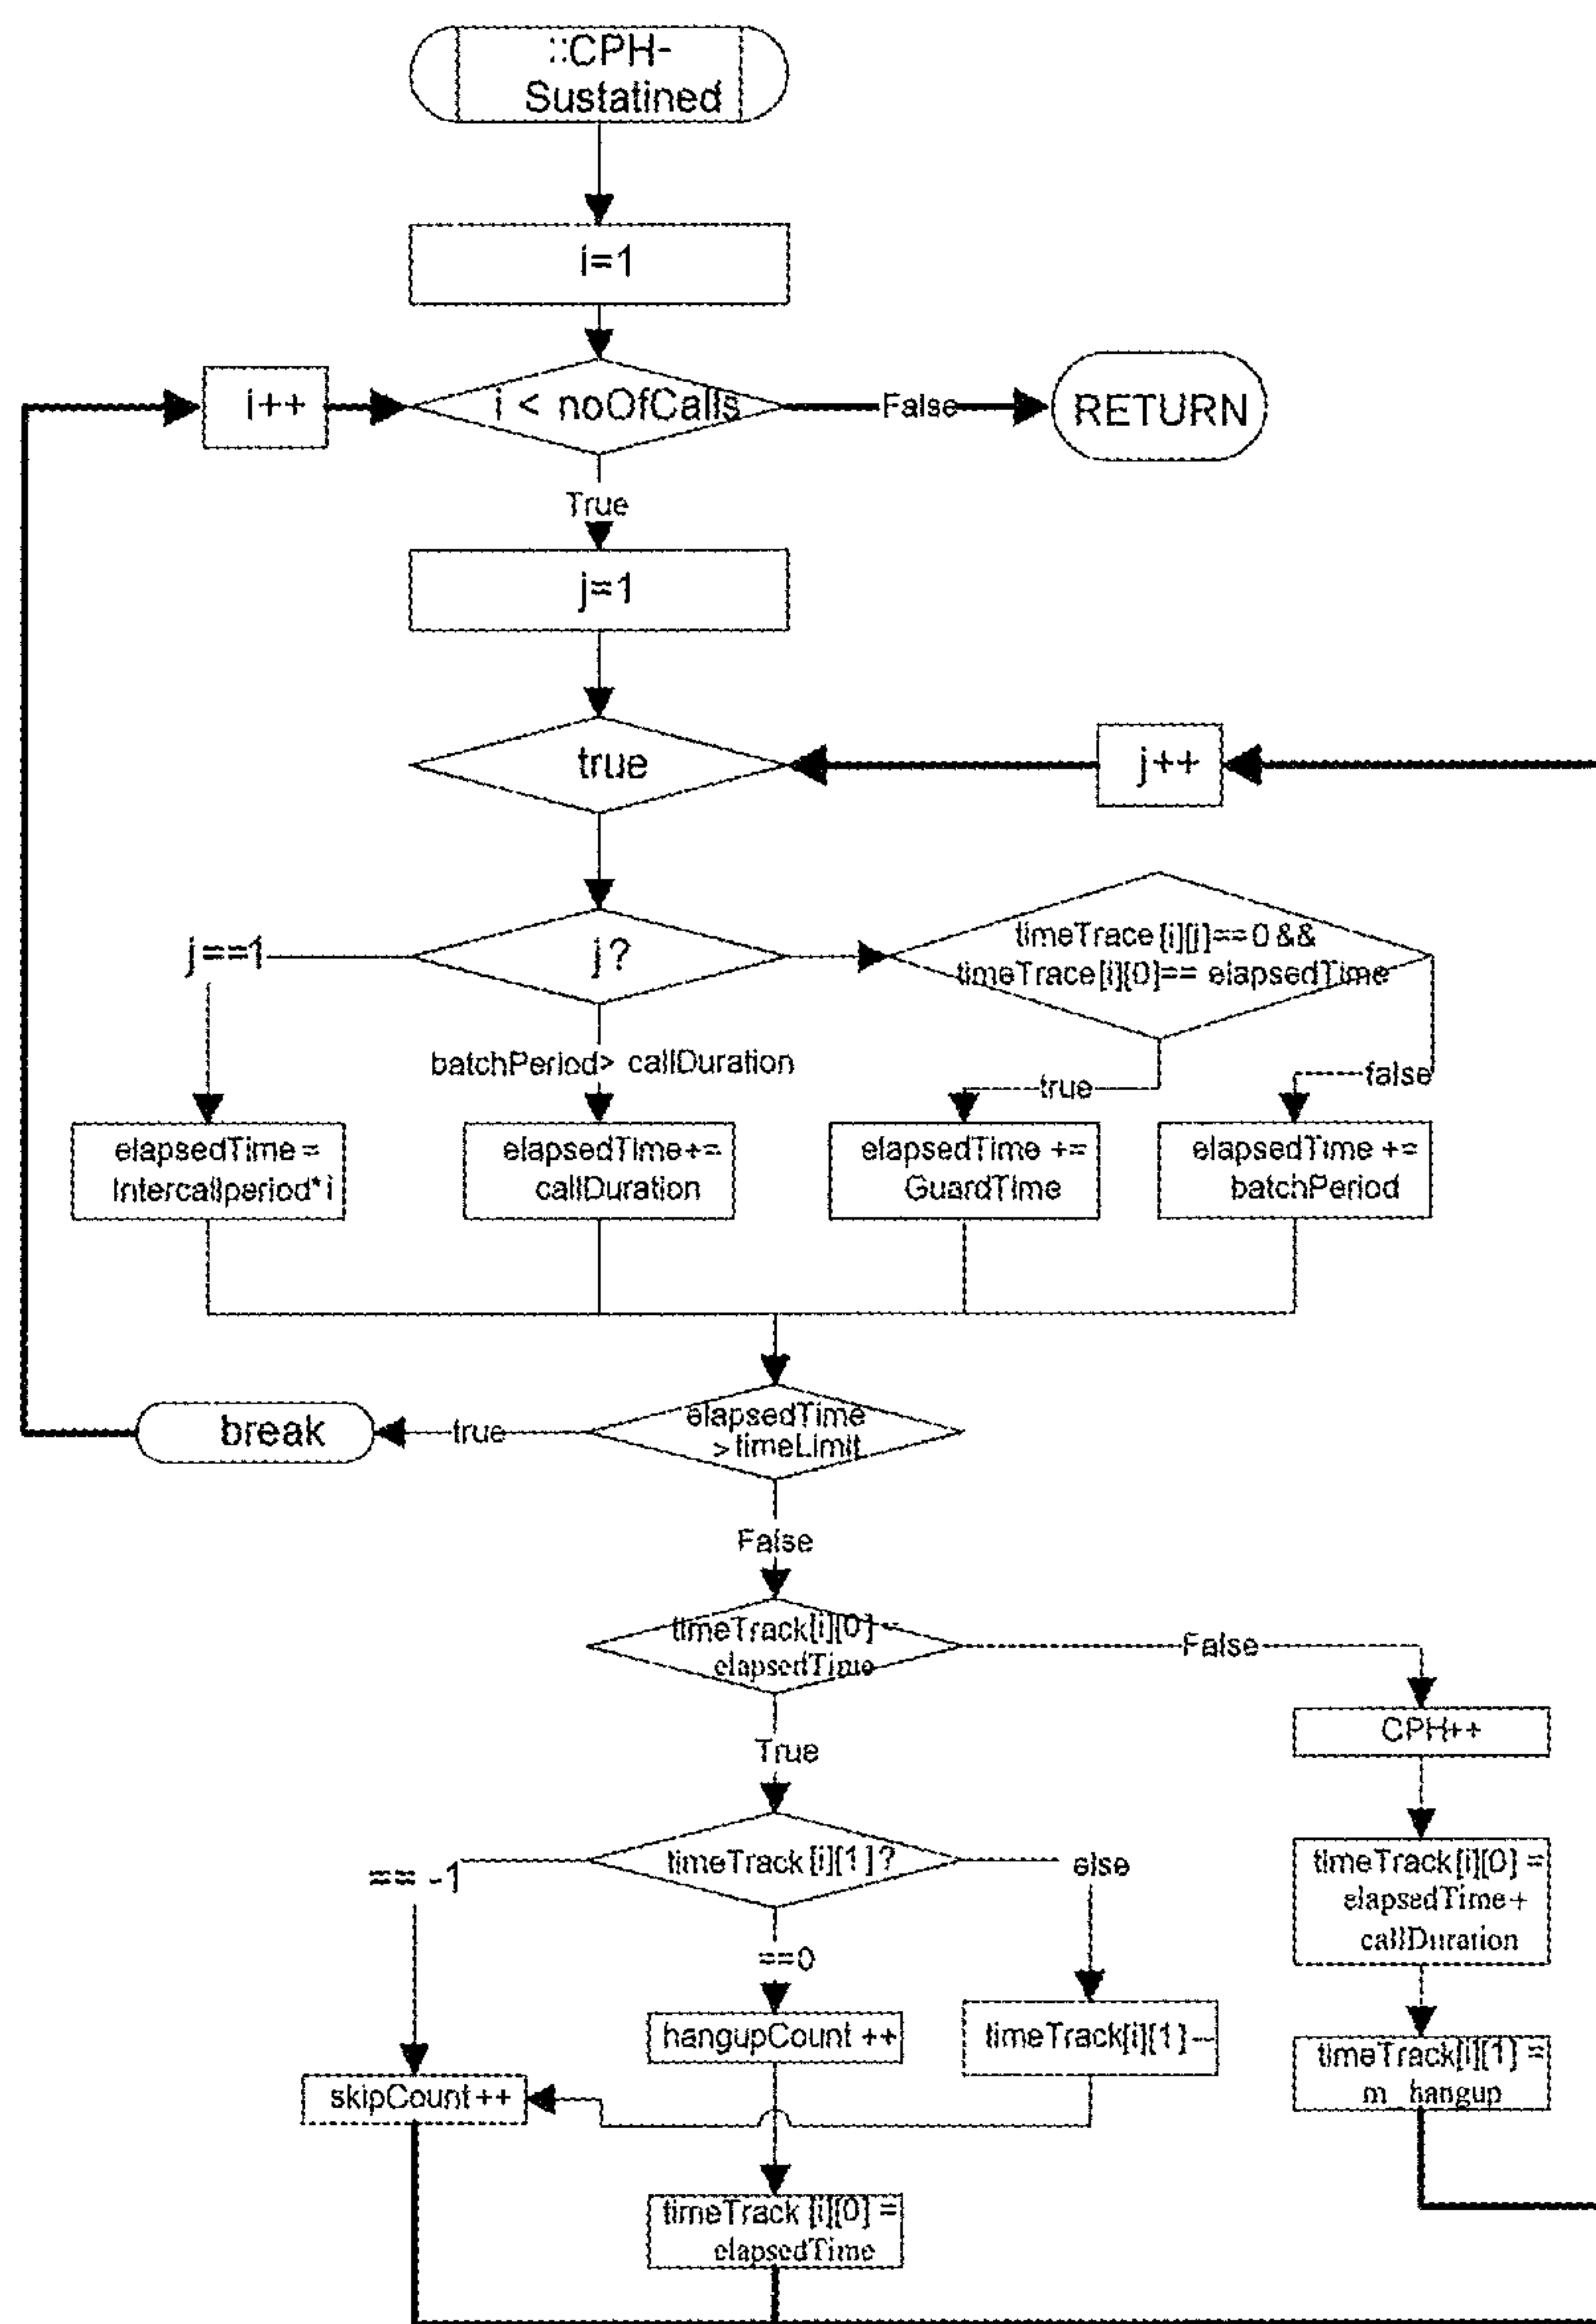 ::CPH-
Sustatined
i=1
i++
i < noOfCalls
False
RETURN
True
j=1
true
j++
j==1
j?
timeTrace[i][j]==0 &&
timeTrace[i][0]== elapsedTime
batchPeriod> callDuration
true
false
elapsedTime =
Intercallperiod*i
elapsedTime+=
callDuration
elapsedTime +=
GuardTime
elapsedTime +=
batchPeriod
break
true
elapsedTime
>timeLimit
False
timeTrack[i][0]
elapsedTime
False
CPH++
True
== -1
timeTrack[i][1]?
else
timeTrack[i][0] =
elapsedTime+
callDuration
==0
hangupCount ++
timeTrack[i][1]--
timeTrack[i][1] =
m_hangup
skipCount++
timeTrack [i][0] =
elapsedTime